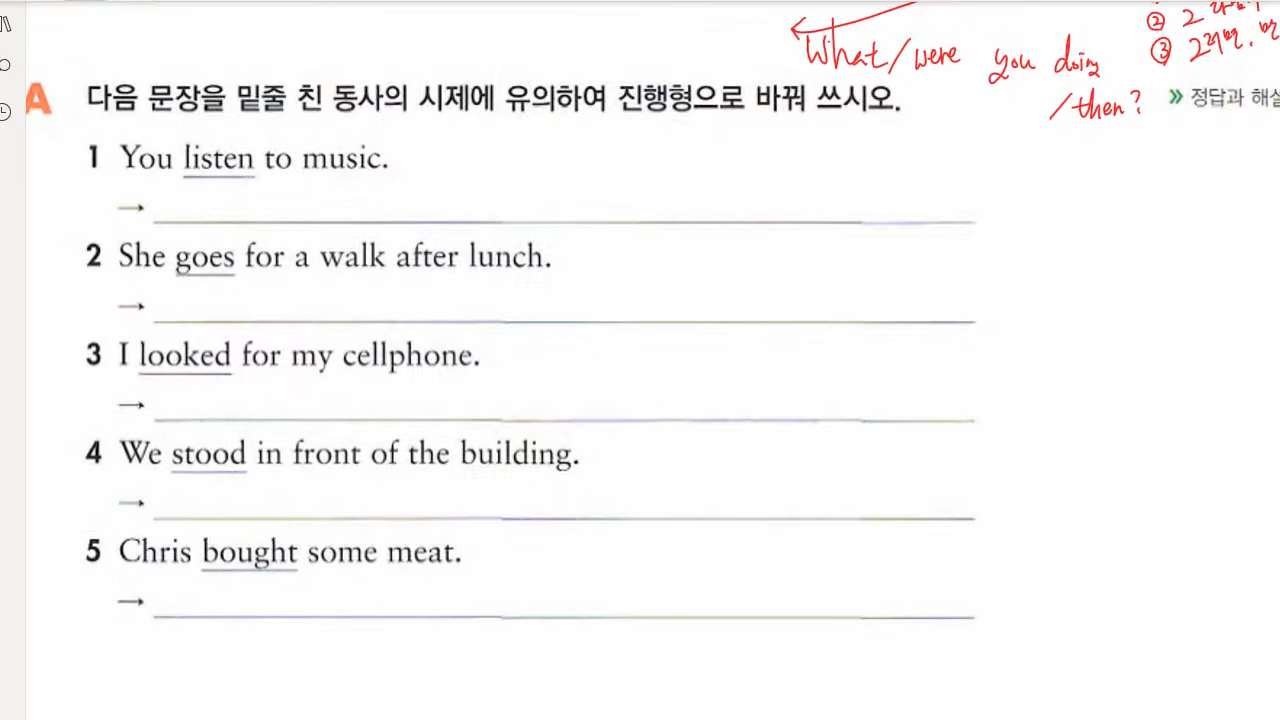 ② 2
What/were you doing
③
/then?
A 다음 문장을 밑줄 친 동사의 시제에 유의하여 진행형으로 바꿔 쓰시오.
» 정답과 해설
1 You listen to music.
→
2 She goes for a walk after lunch.
→
3 I looked for my cellphone.
→
4 We stood in front of the building.
→
5 Chris bought some meat.
→